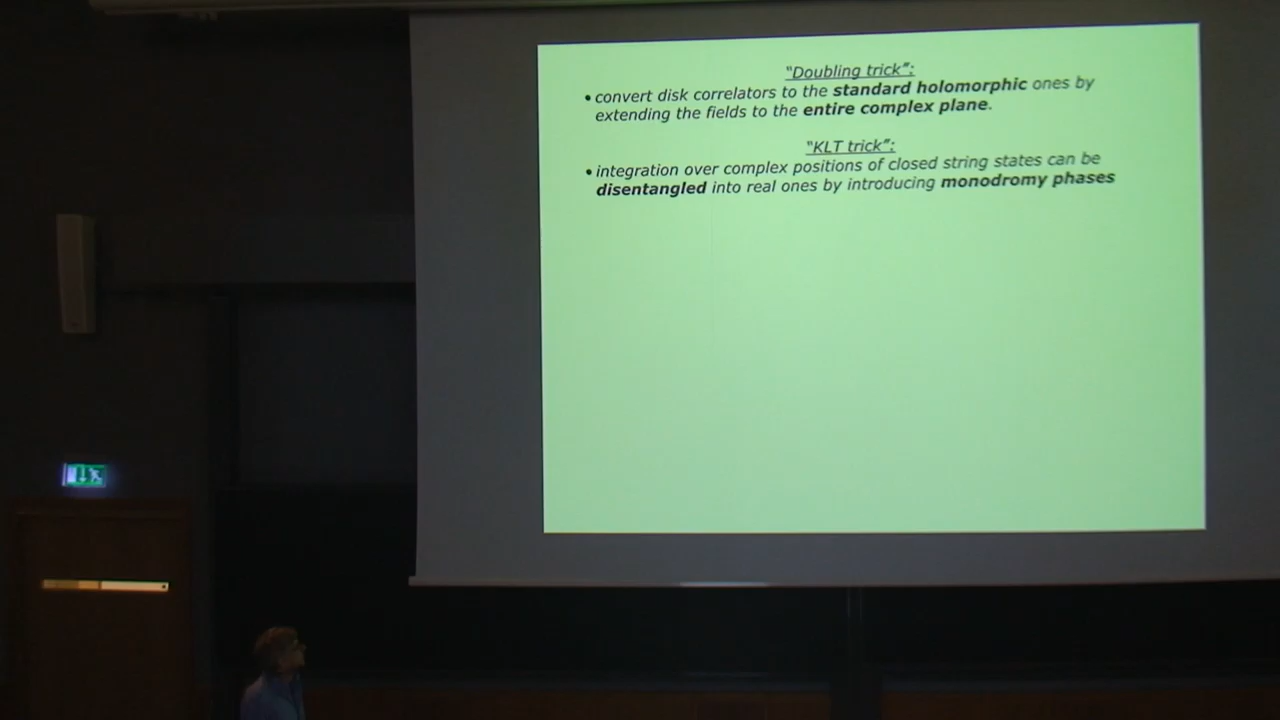 "Doubling trick":
• convert disk correlators to the standard holomorphic ones by
extending the fields to the entire complex plane.
"KLT trick":
• integration over complex positions of closed string states can be
disentangled into real ones by introducing monodromy phases